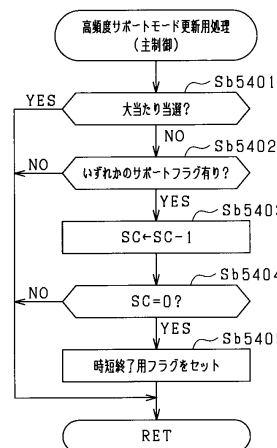 高頻度サポートモード更新用処理
(主制御)
Sb5401
YES
大当たり当選?
NO
Sb5402
NO
いずれかのサポートフラグ有り?
YES
Sb5403
SC←SC-1
Sb5404
NO
SC=0?
YES
Sb540
時短終了用フラグをセット
RET